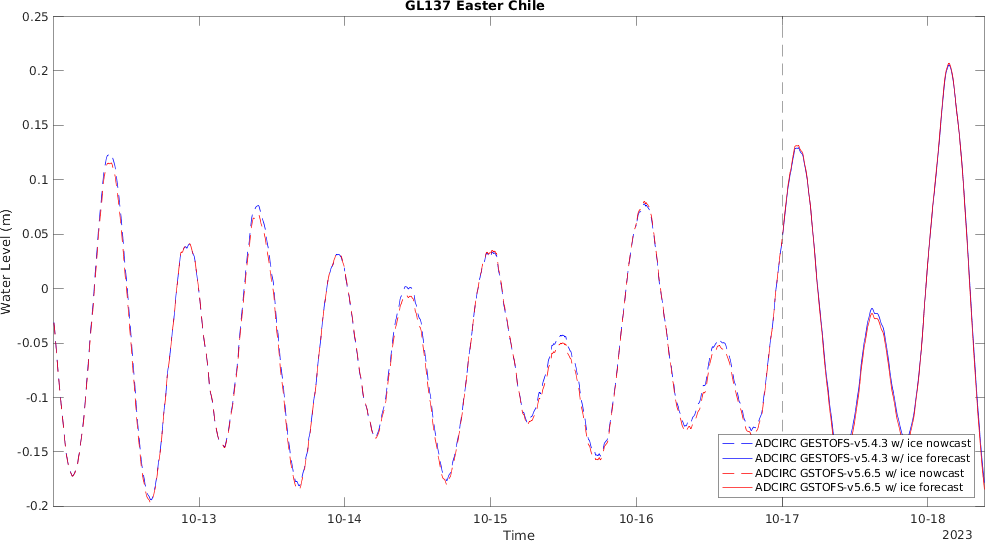 GL137 Easter Chile
0.25
0.2
0.15
0.1
0.05
0
-0.05
-0.1
-0.15
-0.2
Water Level (m)
ADCIRC GESTOFS-v5.4.3 w/ ice nowcast
ADCIRC GESTOFS-v5.4.3 w/ ice forecast
ADCIRC GSTOFS-v5.6.5 w/ ice nowcast
ADCIRC GSTOFS-v5.6.5 w/ ice forecast
10-13 10-14 10-15 10-16 10-17 10-18
Time
2023